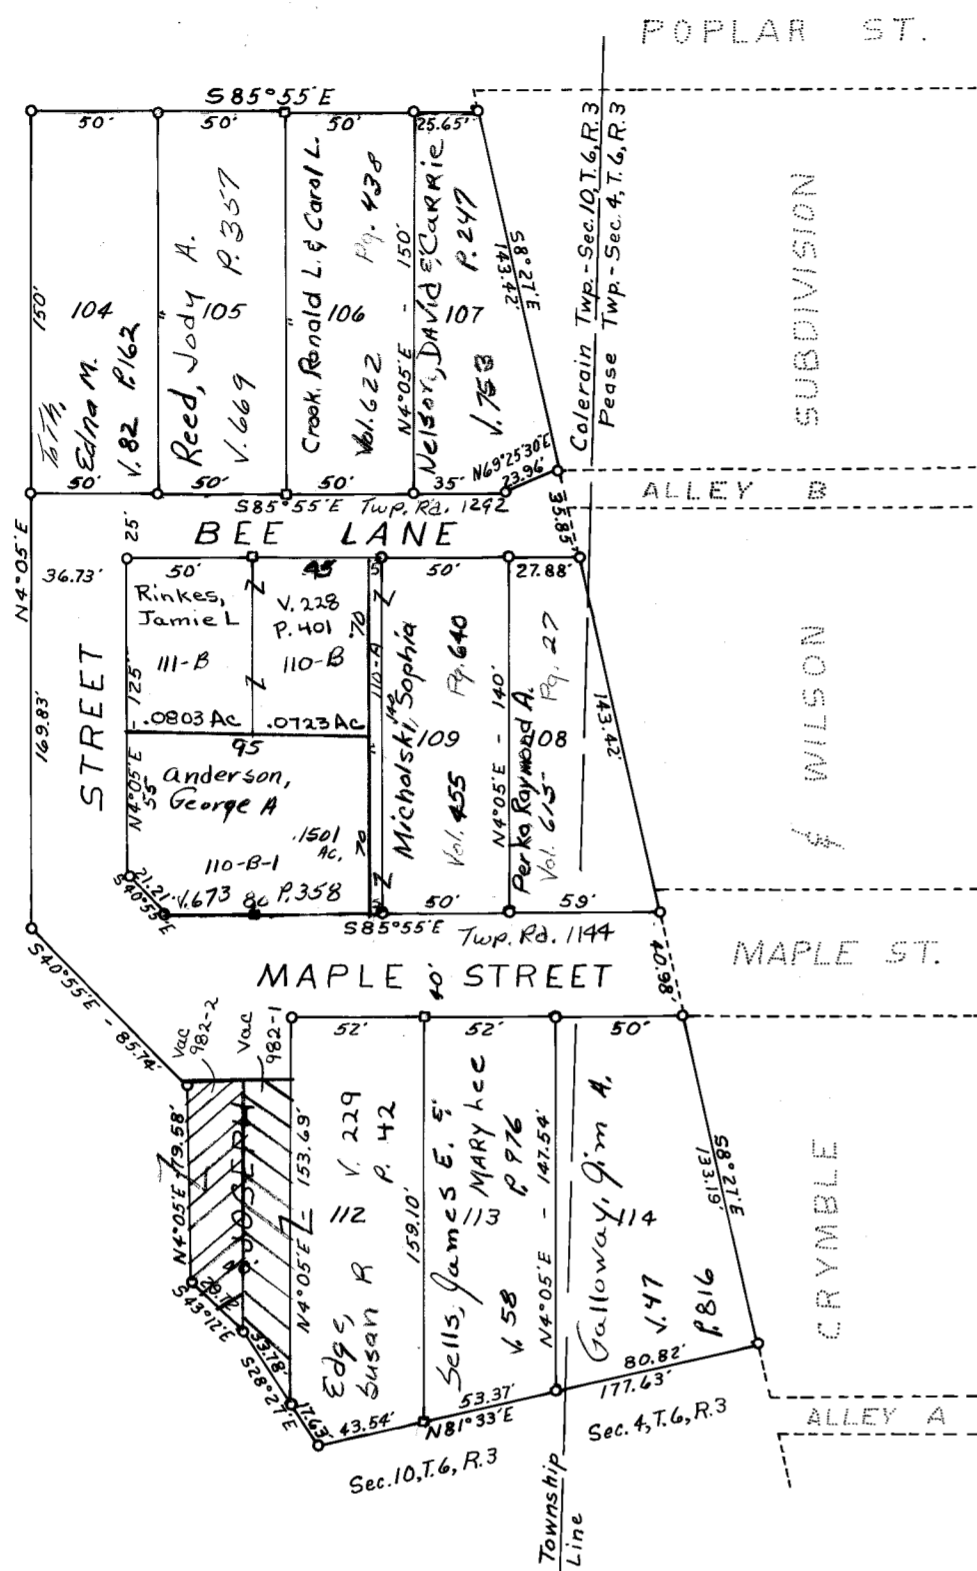 POPLAR ST.
S85°55'E
50'
50'
50'
25.65'
Colerain Twp.-Sec.10,T.6,R.3
Pease Twp.-Sec.4,T.6,R.3
SUBDIVISION
150'
104
Toth,
Edna M.
V.82 P.162
Reed, Jody A.
P.357
105
V.669
Crook, Ronald L. & Carol L.
Pg. 438
106
Vol.622
N4°05'E - 150'
Nelson, David & CARRIE
P. 247
107
V.753
S8°27'E
143.42'
N69°25'30"E
23.96'
50'
50'
50'
35'
S85°55'E Twp. Rd. 1292
ALLEY B
35.85'
BEE LANE
25'
N4°05'E
36.73'
169.83'
STREET
50'
45'
5'
50'
27.88'
Rinkes,
Jamie L
111-B
.0803 Ac
V. 228
P. 401
110-B
.0723 Ac
70'
110-A
140'
N4°05'E - 125'
55'
95
Anderson,
George A
.1501
Ac.
70
110-B-1
V.673 P.358
80
21.21'
S40°55'E
Micholski, Sophia
Pg. 640
109
Vol. 455
N4°05'E - 140'
Perko, Raymond A.
Pg. 27
108
Vol. 615
143.42'
& WILSON
S85°55'E
50'
59'
Twp. Rd. 1144
MAPLE STREET
40'
40.98'
MAPLE ST.
S40°55'E - 85.74'
Vac
982-2
Vac
982-1
52'
52'
50'
N4°05'E - 79.58'
N4°05'E - 153.69'
V. 229
P. 42
112
Edge,
Susan R
159.10'
Sells, James E. &
MARY Lee
P. 976
113
V. 58
N4°05'E - 147.54'
Galloway, Jim A.
114
V.47
P.816
S8°27'E
133.19'
CRYMBLE
S43°12'E
33.78'
S28°27'E
17.63'
43.54'
53.37'
N81°33'E
80.82'
177.63'
ALLEY A
Sec.10,T.6, R.3
Sec. 4,T.6, R.3
Township
Line